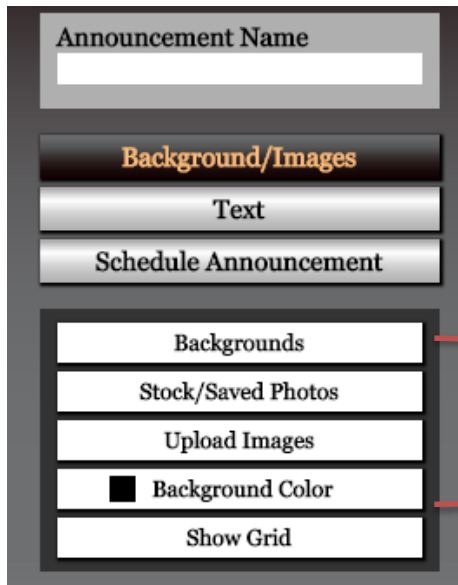 Announcement Name
Background/Images
Text
Schedule Announcement
Backgrounds
Stock/Saved Photos
Upload Images
Background Color
Show Grid